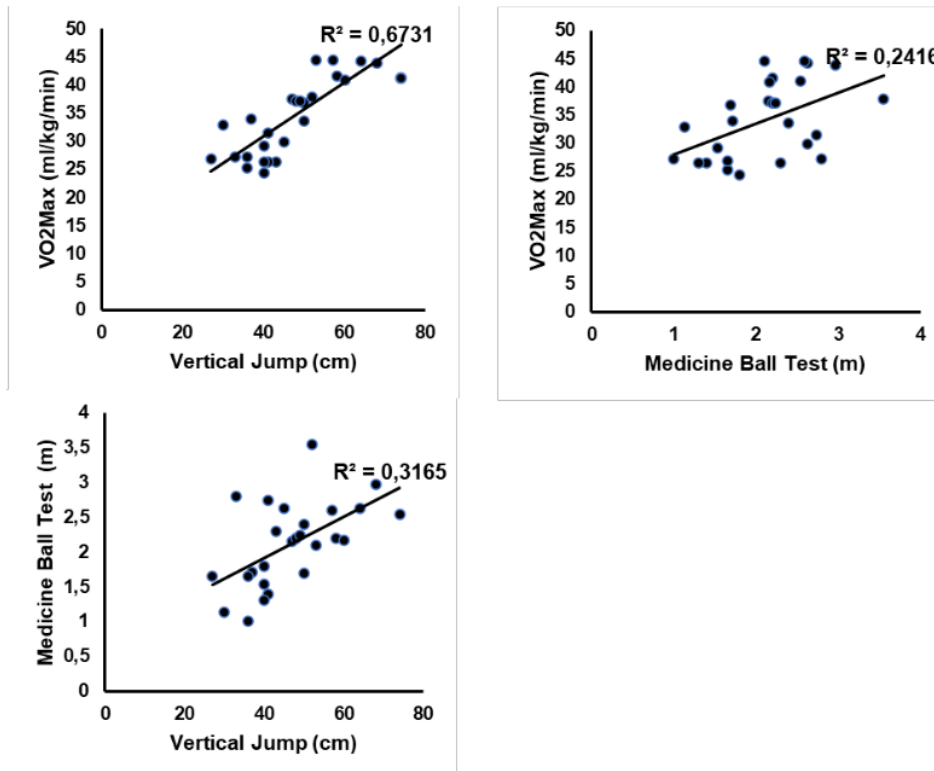 R² = 0,6731
50
45
40
35
30
25
20
15
10
5
0
VO2Max (ml/kg/min)
0 20 40 60 80
Vertical Jump (cm)
R² = 0,2416
50
45
40
35
30
25
20
15
10
5
0
VO2Max (ml/kg/min)
0 1 2 3 4
Medicine Ball Test (m)
R² = 0,3165
4
3,5
3
2,5
2
1,5
1
0,5
0
Medicine Ball Test (m)
0 20 40 60 80
Vertical Jump (cm)